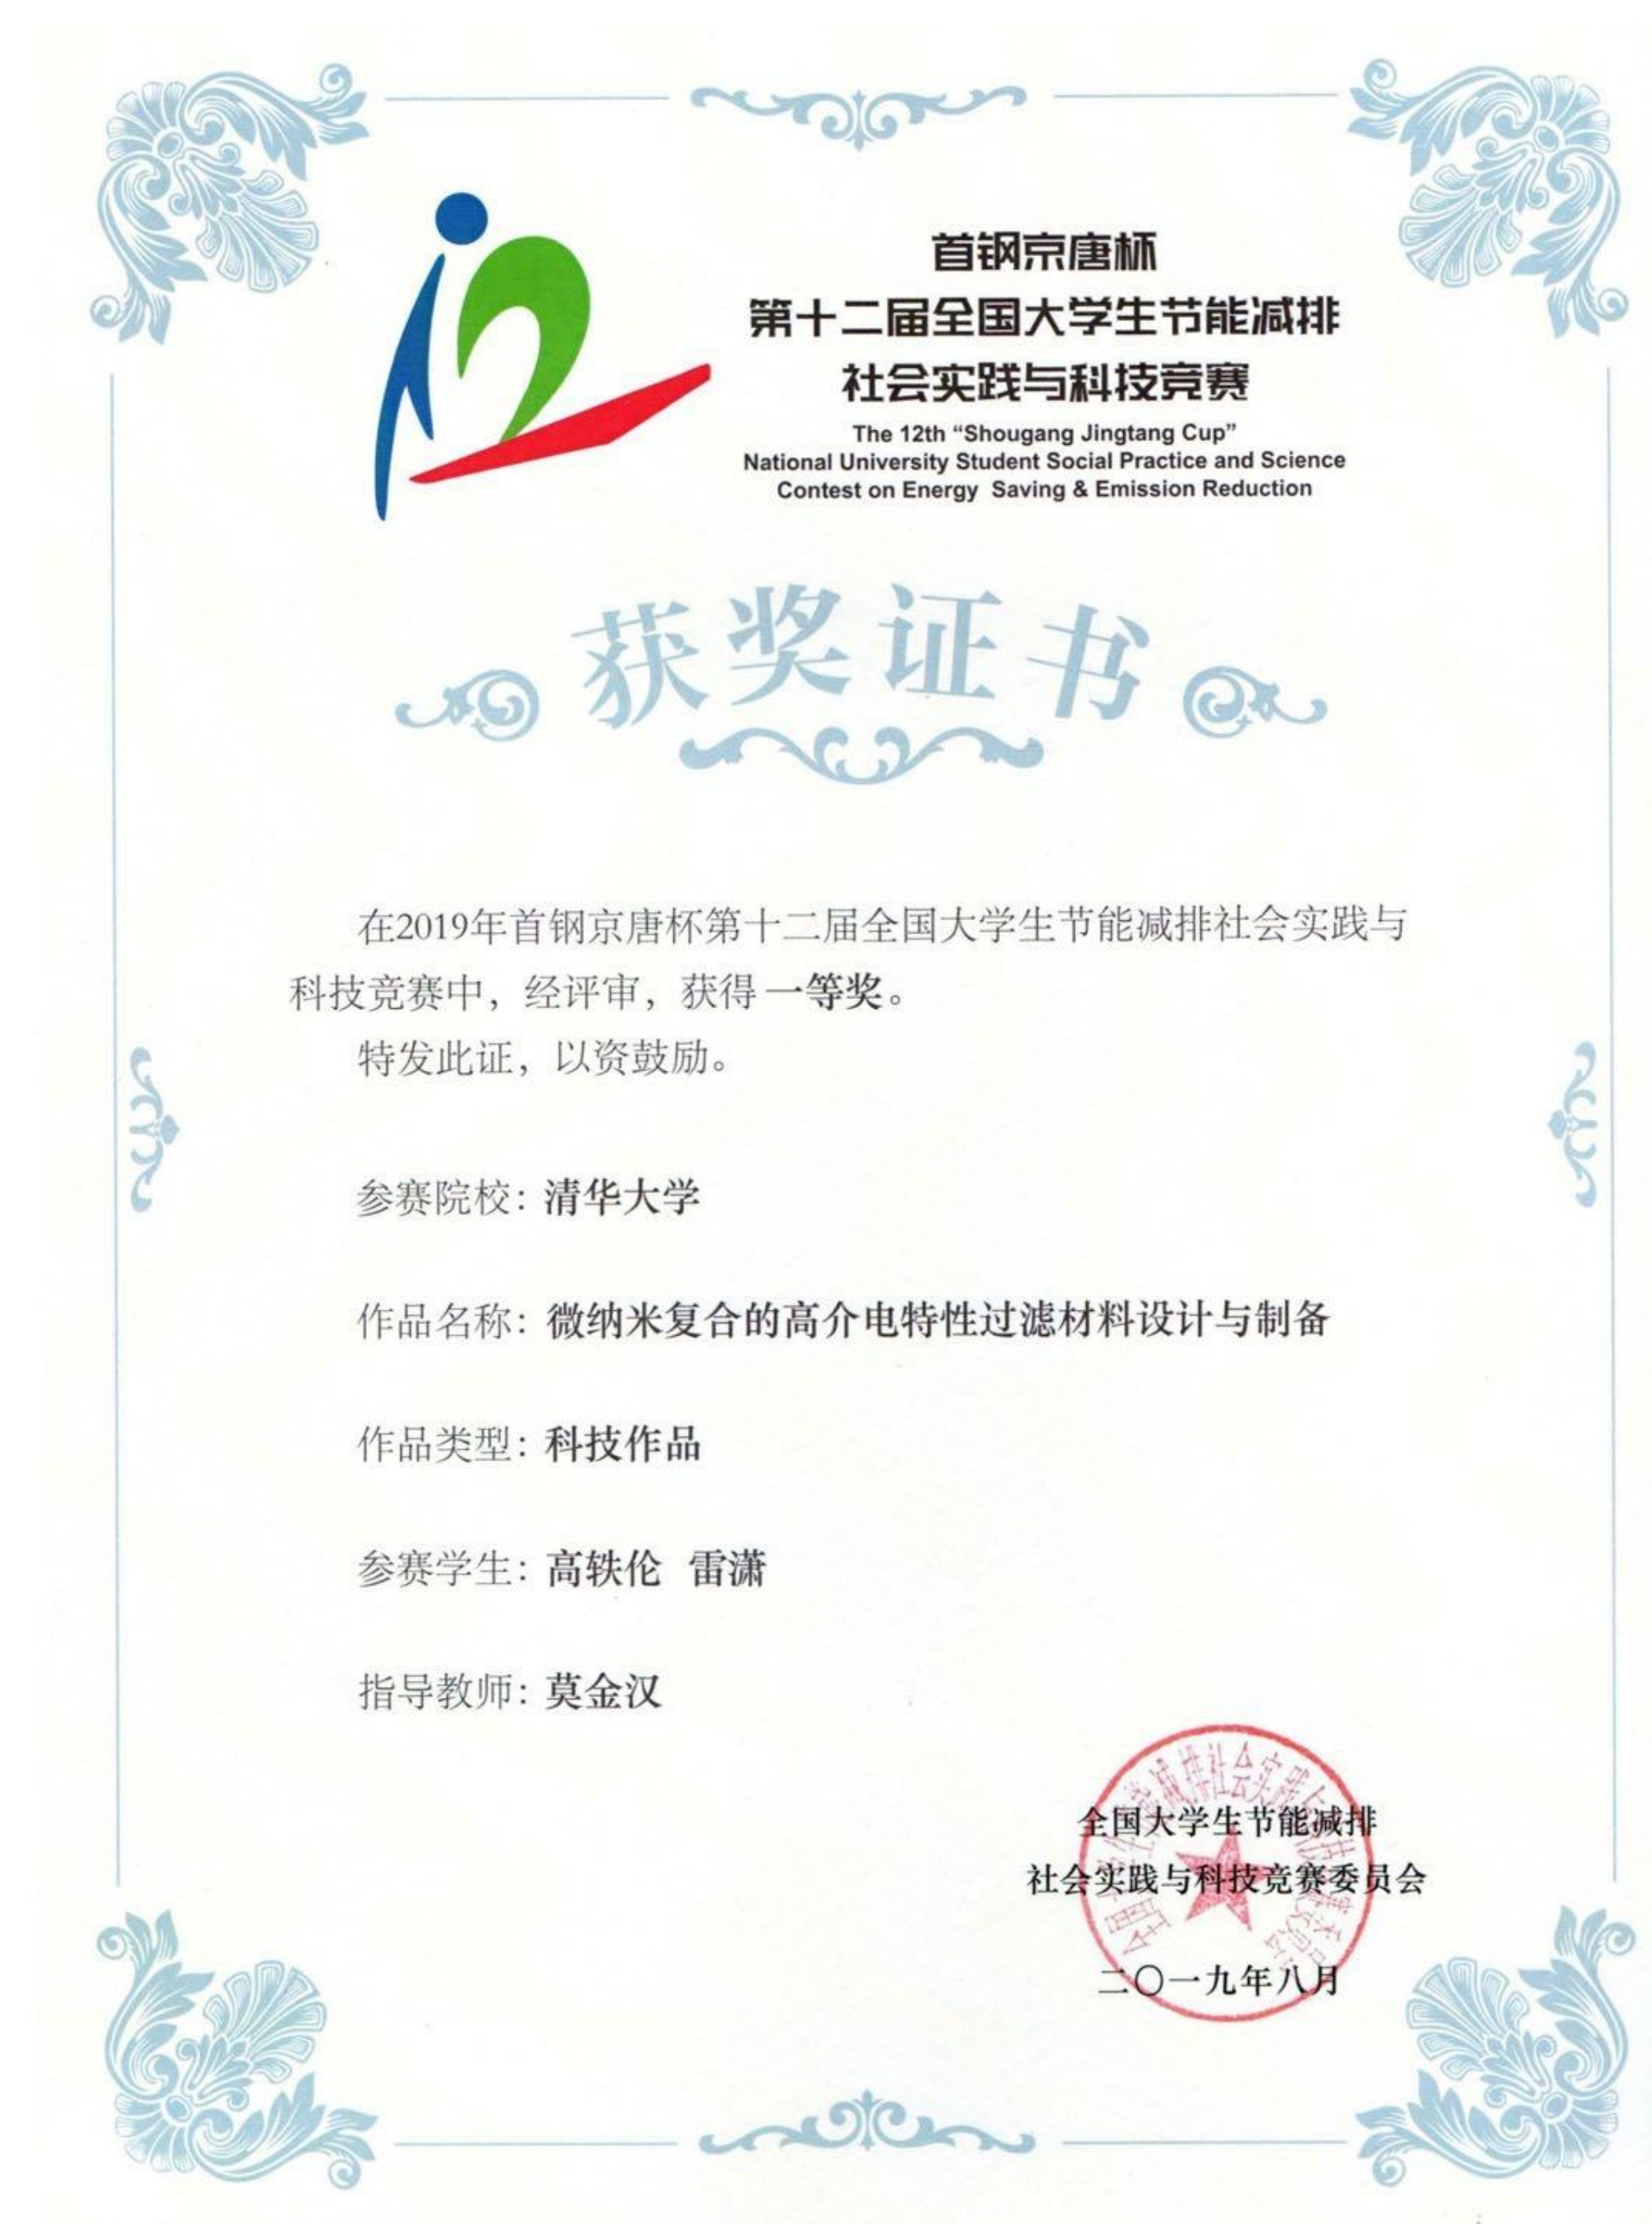 首钢京唐杯
第十二届全国大学生节能减排
社会实践与科技竞赛
The 12th “Shougang Jingtang Cup”
National University Student Social Practice and Science
Contest on Energy Saving & Emission Reduction
获奖证书
在2019年首钢京唐杯第十二届全国大学生节能减排社会实践与
科技竞赛中，经评审，获得 一等奖。
特发此证，以资鼓励。
参赛院校：清华大学
作品名称：微纳米复合的高介电特性过滤材料设计与制备
作品类型：科技作品
参赛学生：高轶伦 雷潇
指导教师：莫金汉
全国大学生节能减排
社会实践与科技竞赛委员会
二〇一九年八月